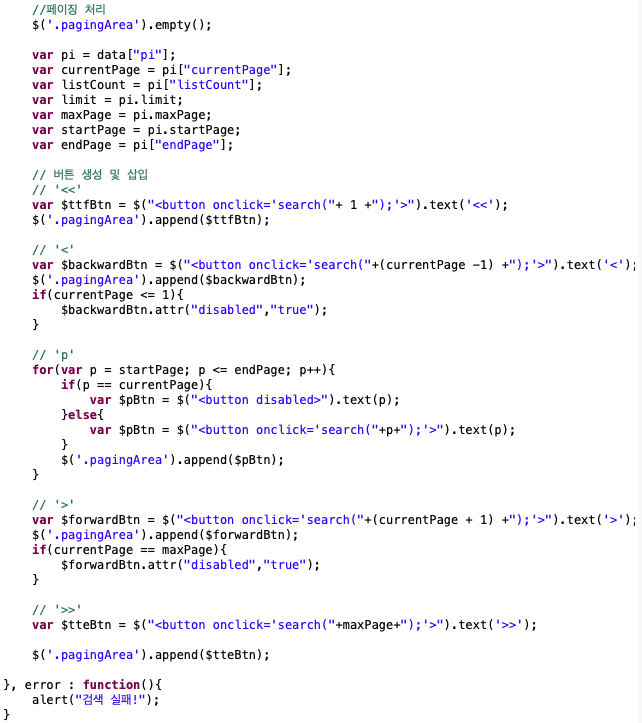 //페이징 처리
$('.pagingArea').empty();
var pi = data["pi"];
var currentPage = pi["currentPage"];
var listCount = pi["listCount"];
var limit = pi.limit;
var maxPage = pi.maxPage;
var startPage = pi.startPage;
var endPage = pi["endPage"];
// 버튼 생성 및 삽입
// '<<'
var $ttfBtn = $("<button onclick='search("+ 1 +");'>").text('<<');
$('.pagingArea').append($ttfBtn);
// '<'
var $backwardBtn = $("<button onclick='search("+(currentPage -1) +");'>").text('<');
$('.pagingArea').append($backwardBtn);
if(currentPage <= 1){
$backwardBtn.attr("disabled","true");
}
// 'p'
for(var p = startPage; p <= endPage; p++){
if(p == currentPage){
var $pBtn = $("<button disabled>").text(p);
}else{
var $pBtn = $("<button onclick='search("+p+");'>").text(p);
}
$('.pagingArea').append($pBtn);
}
// '>'
var $forwardBtn = $("<button onclick='search("+(currentPage + 1) +");'>").text('>');
$('.pagingArea').append($forwardBtn);
if(currentPage == maxPage){
$forwardBtn.attr("disabled","true");
}
// '>>'
var $tteBtn = $("<button onclick='search("+maxPage+");'>").text('>>');
$('.pagingArea').append($tteBtn);
}, error : function(){
alert("검색 실패!");
}